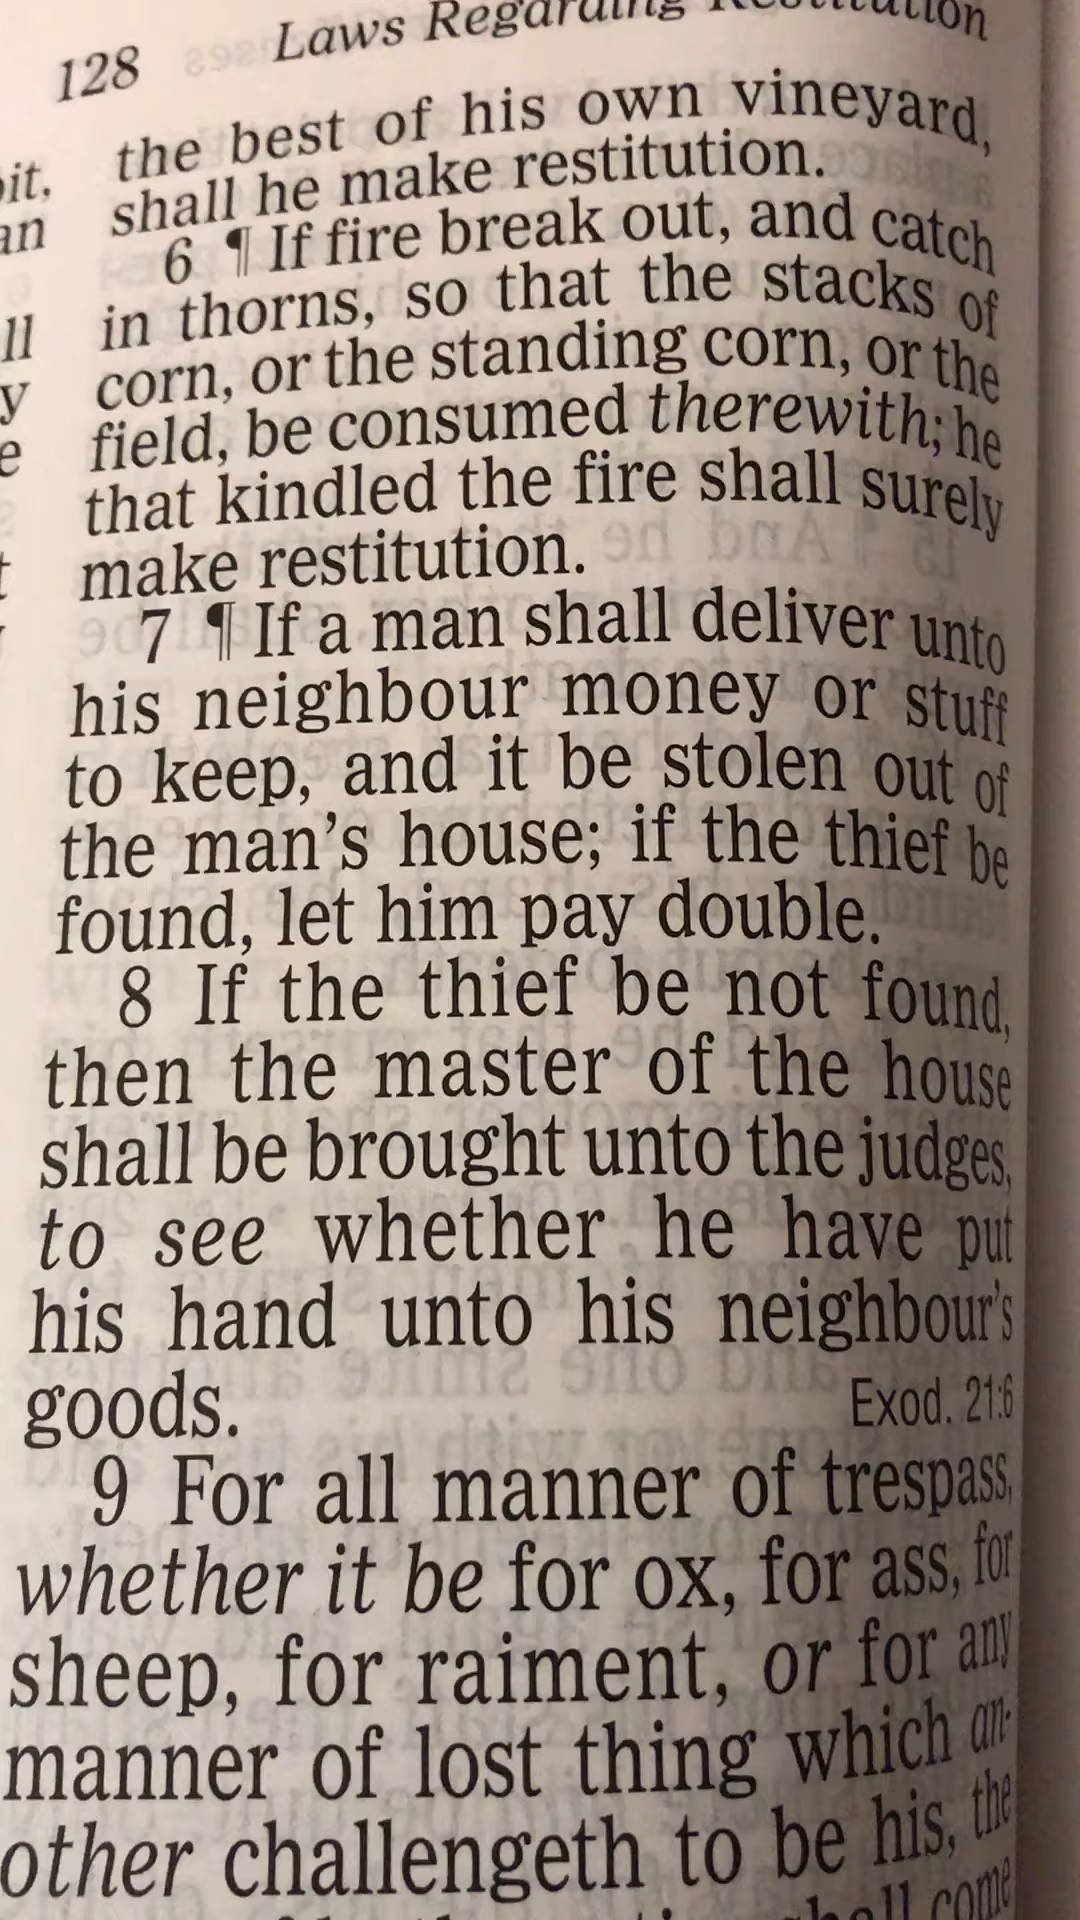 128 Laws Regarding Restitution
the best of his own vineyard,
shall he make restitution.
6 ¶ If fire break out, and catch
in thorns, so that the stacks of
corn, or the standing corn, or the
field, be consumed therewith; he
that kindled the fire shall surely
make restitution.
7 ¶ If a man shall deliver unto
his neighbour money or stuff
to keep, and it be stolen out of
the man's house; if the thief be
found, let him pay double.
8 If the thief be not found,
then the master of the house
shall be brought unto the judges,
to see whether he have put
his hand unto his neighbour's
goods. Exod. 21:6
9 For all manner of trespass,
whether it be for ox, for ass, for
sheep, for raiment, or for any
manner of lost thing which an-
other challengeth to be his, the
shall come